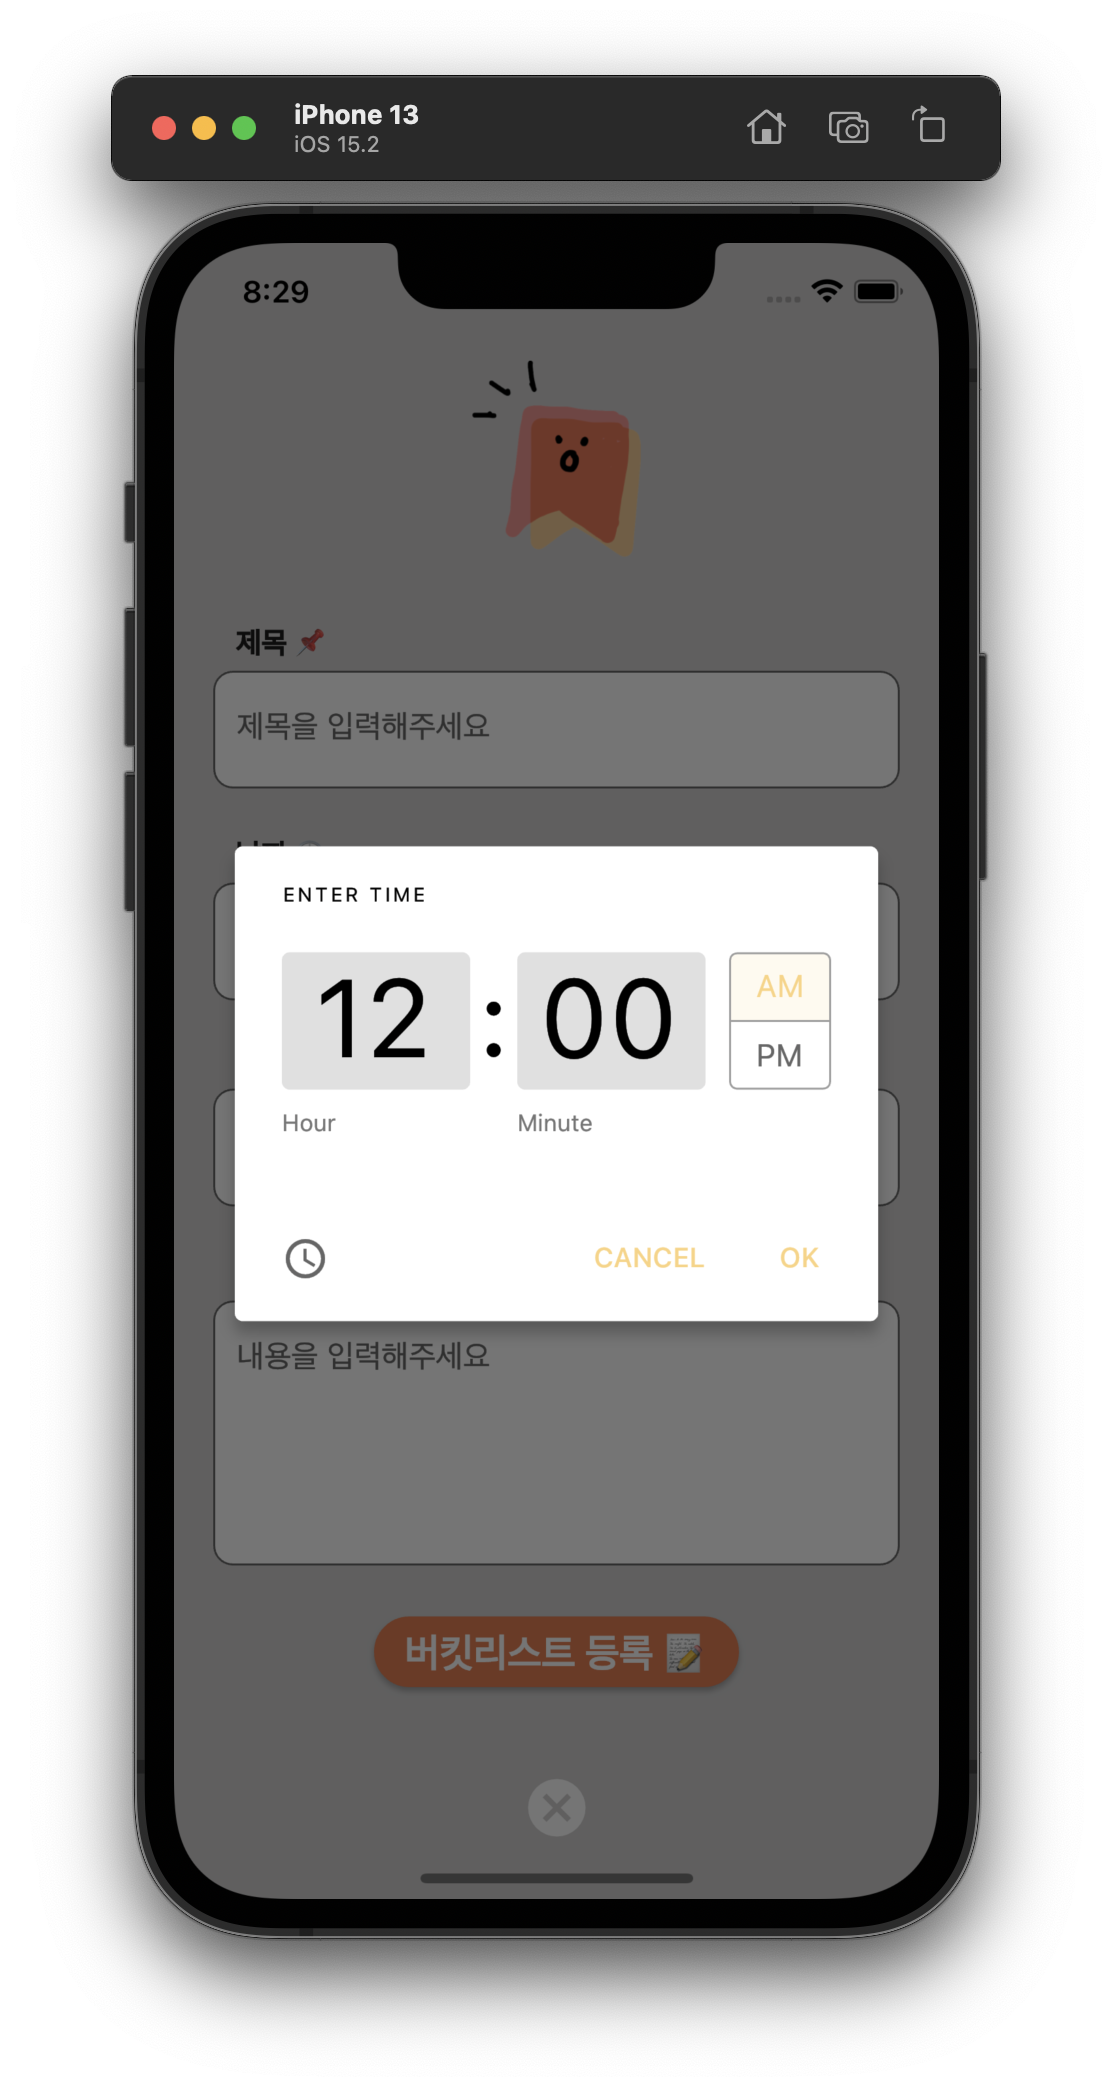 iPhone 13
iOS 15.2
8:29
제목 📌
제목을 입력해주세요
ENTER TIME
12 : 00
AM
PM
Hour
Minute
CANCEL
OK
내용을 입력해주세요
버킷리스트 등록 📝